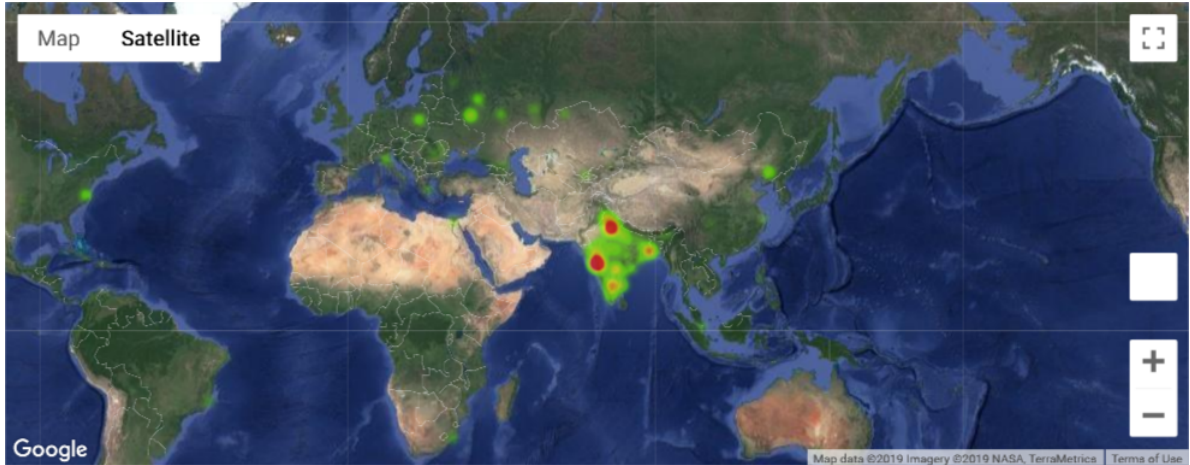 Map Satellite
Google
Map data ©2019 Imagery ©2019 NASA, TerraMetrics Terms of Use